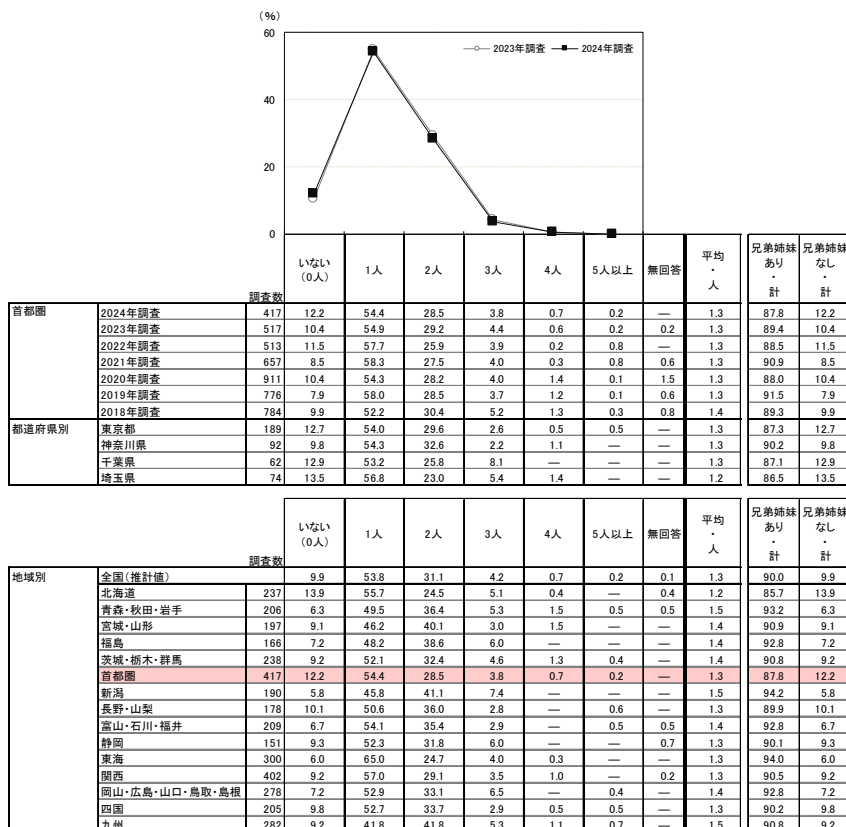 (%)
60
40
20
0
2023年調査 2024年調査
調査数 いない(0人) 1人 2人 3人 4人 5人以上 無回答 平均・人 兄弟姉妹あり・計 兄弟姉妹なし・計
首都圏 2024年調査 417 12.2 54.4 28.5 3.8 0.7 0.2 — 1.3 87.8 12.2
2023年調査 517 10.4 54.9 29.2 4.4 0.6 0.2 0.2 1.3 89.4 10.4
2022年調査 513 11.5 57.7 25.9 3.9 0.2 0.8 — 1.3 88.5 11.5
2021年調査 657 8.5 58.3 27.5 4.0 0.3 0.8 0.6 1.3 90.9 8.5
2020年調査 911 10.4 54.3 28.2 4.0 1.4 0.1 1.5 1.3 88.0 10.4
2019年調査 776 7.9 58.0 28.5 3.7 1.2 0.1 0.6 1.3 91.5 7.9
2018年調査 784 9.9 52.2 30.4 5.2 1.3 0.3 0.8 1.4 89.3 9.9
都道府県別 東京都 189 12.7 54.0 29.6 2.6 0.5 0.5 — 1.3 87.3 12.7
神奈川県 92 9.8 54.3 32.6 2.2 1.1 — — 1.3 90.2 9.8
千葉県 62 12.9 53.2 25.8 8.1 — — — 1.3 87.1 12.9
埼玉県 74 13.5 56.8 23.0 5.4 1.4 — — 1.2 86.5 13.5
調査数 いない(0人) 1人 2人 3人 4人 5人以上 無回答 平均・人 兄弟姉妹あり・計 兄弟姉妹なし・計
地域別 全国(推計値) 9.9 53.8 31.1 4.2 0.7 0.2 0.1 1.3 90.0 9.9
北海道 237 13.9 55.7 24.5 5.1 0.4 — 0.4 1.2 85.7 13.9
青森・秋田・岩手 206 6.3 49.5 36.4 5.3 1.5 0.5 0.5 1.5 93.2 6.3
宮城・山形 197 9.1 46.2 40.1 3.0 1.5 — — 1.4 90.9 9.1
福島 166 7.2 48.2 38.6 6.0 — — — 1.4 92.8 7.2
茨城・栃木・群馬 238 9.2 52.1 32.4 4.6 1.3 0.4 — 1.4 90.8 9.2
首都圏 417 12.2 54.4 28.5 3.8 0.7 0.2 — 1.3 87.8 12.2
新潟 190 5.8 45.8 41.1 7.4 — — — 1.5 94.2 5.8
長野・山梨 178 10.1 50.6 36.0 2.8 — 0.6 — 1.3 89.9 10.1
富山・石川・福井 209 6.7 54.1 35.4 2.9 — 0.5 0.5 1.4 92.8 6.7
静岡 151 9.3 52.3 31.8 6.0 — — 0.7 1.3 90.1 9.3
東海 300 6.0 65.0 24.7 4.0 0.3 — — 1.3 94.0 6.0
関西 402 9.2 57.0 29.1 3.5 1.0 — 0.2 1.3 90.5 9.2
岡山・広島・山口・鳥取・島根 278 7.2 52.9 33.1 6.5 — 0.4 — 1.4 92.8 7.2
四国 205 9.8 52.7 33.7 2.9 0.5 0.5 — 1.3 90.2 9.8
九州 282 9.2 41.8 41.8 5.3 1.1 0.7 — 1.5 90.8 9.2